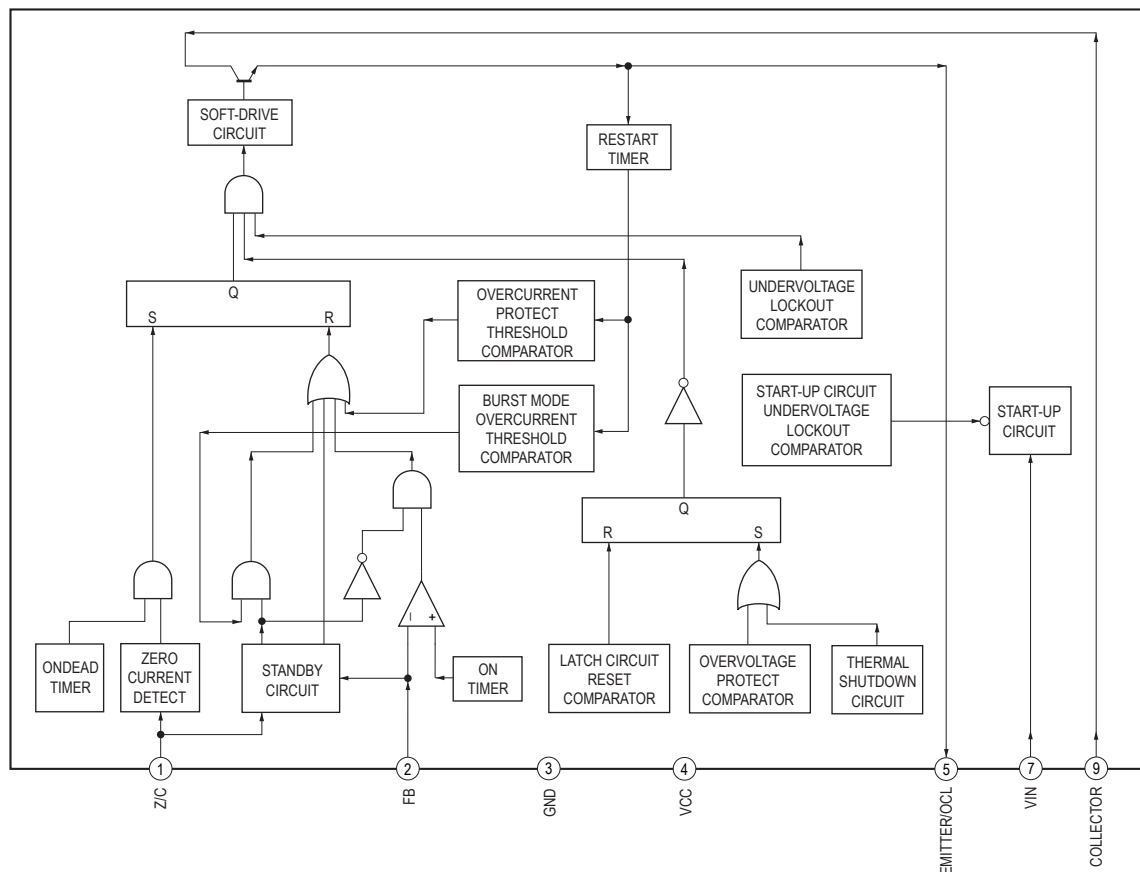 SOFT-DRIVE
CIRCUIT
RESTART
TIMER
Q
S
R
OVERCURRENT
PROTECT
THRESHOLD
COMPARATOR
UNDERVOLTAGE
LOCKOUT
COMPARATOR
BURST MODE
OVERCURRENT
THRESHOLD
COMPARATOR
START-UP CIRCUIT
UNDERVOLTAGE
LOCKOUT
COMPARATOR
START-UP
CIRCUIT
Q
R
S
–
+
ONDEAD
TIMER
ZERO
CURRENT
DETECT
STANDBY
CIRCUIT
ON
TIMER
LATCH CIRCUIT
RESET
COMPARATOR
OVERVOLTAGE
PROTECT
COMPARATOR
THERMAL
SHUTDOWN
CIRCUIT
1
2
3
4
5
7
9
Z/C
FB
GND
VCC
EMITTER/OCL
VIN
COLLECTOR